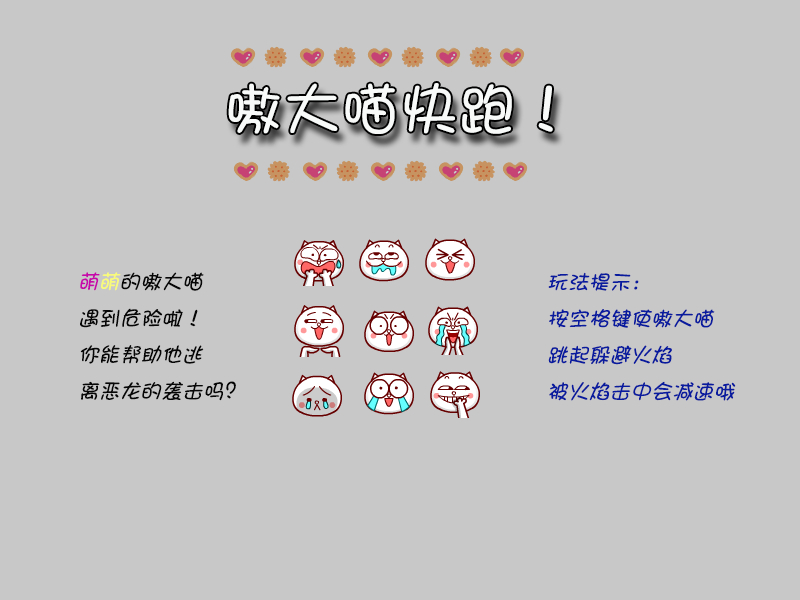 嗷大喵快跑！
萌萌的嗷大喵
遇到危险啦！
你能帮助他逃
离恶龙的袭击吗?
玩法提示：
按空格键使嗷大喵
跳起躲避火焰
被火焰击中会减速哦